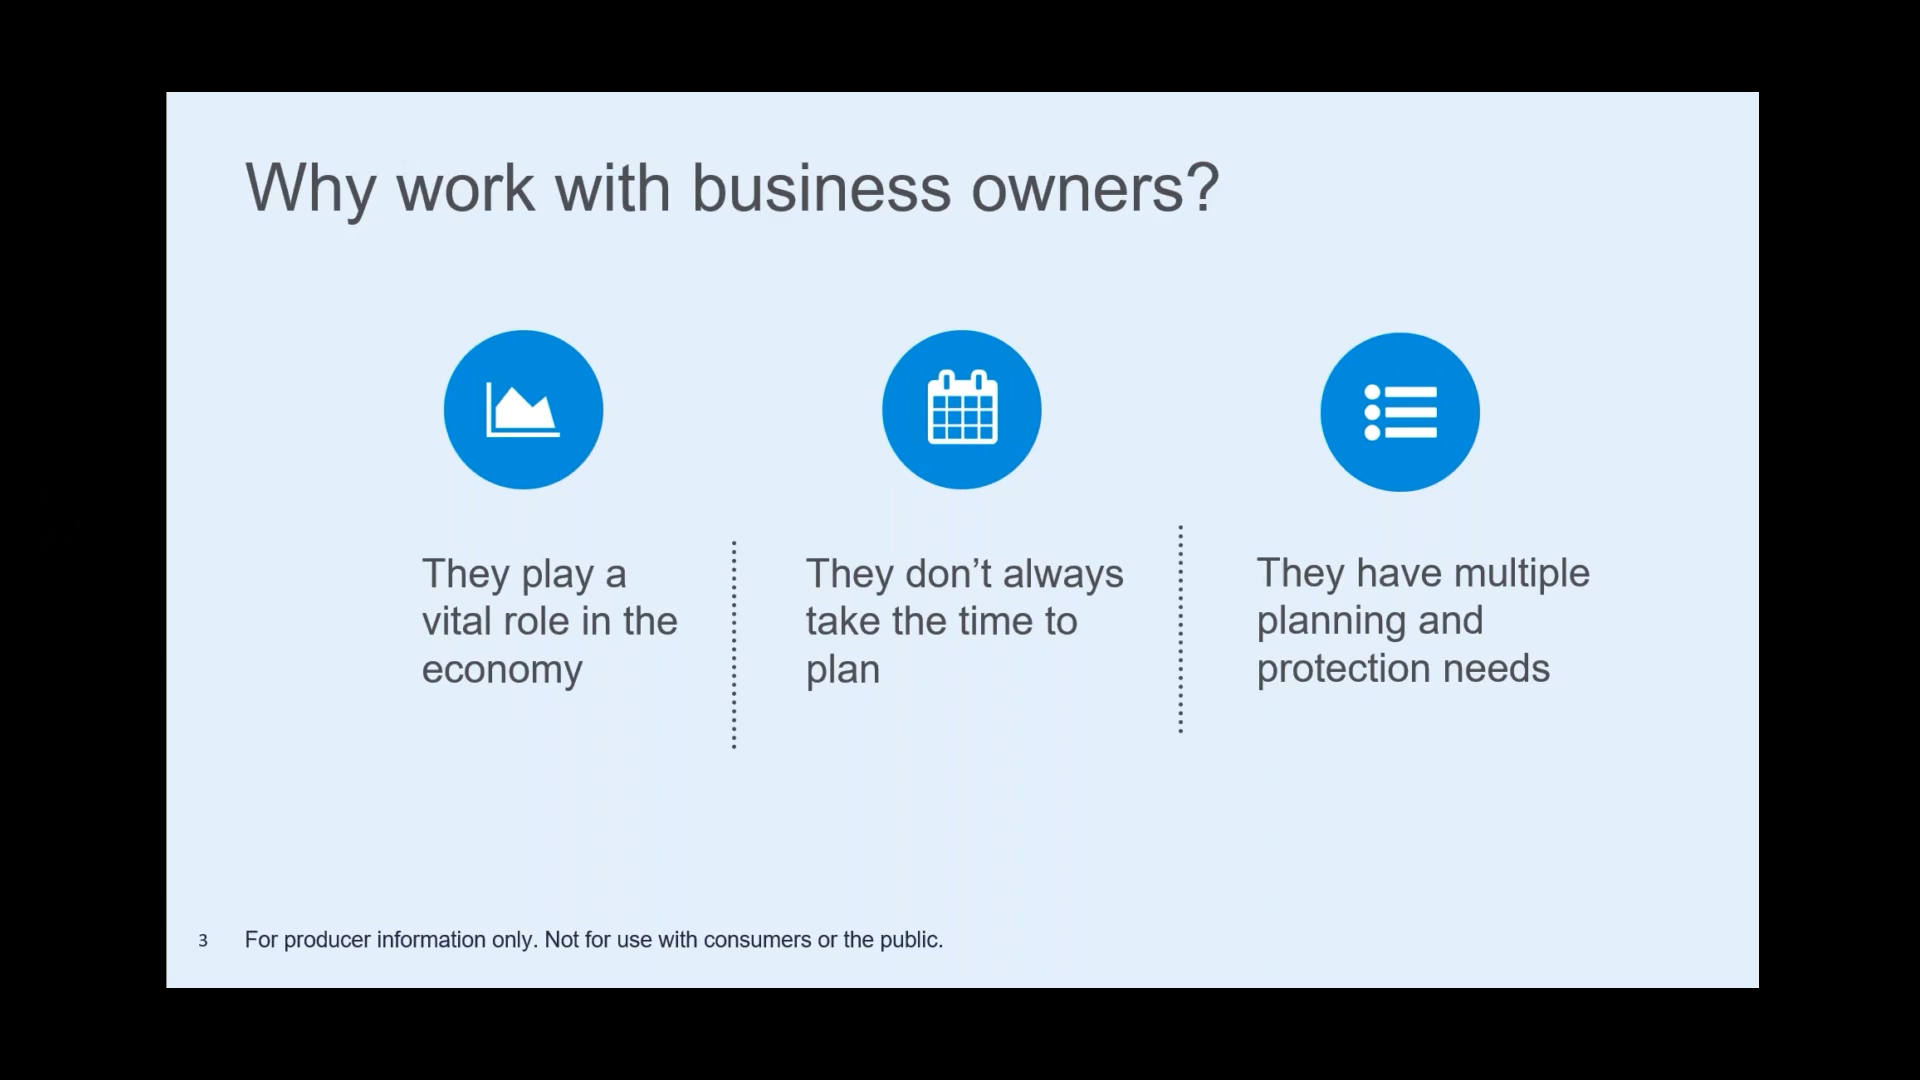 Why work with business owners?
They play a
vital role in the
economy
They don’t always
take the time to
plan
They have multiple
planning and
protection needs
3 For producer information only. Not for use with consumers or the public.